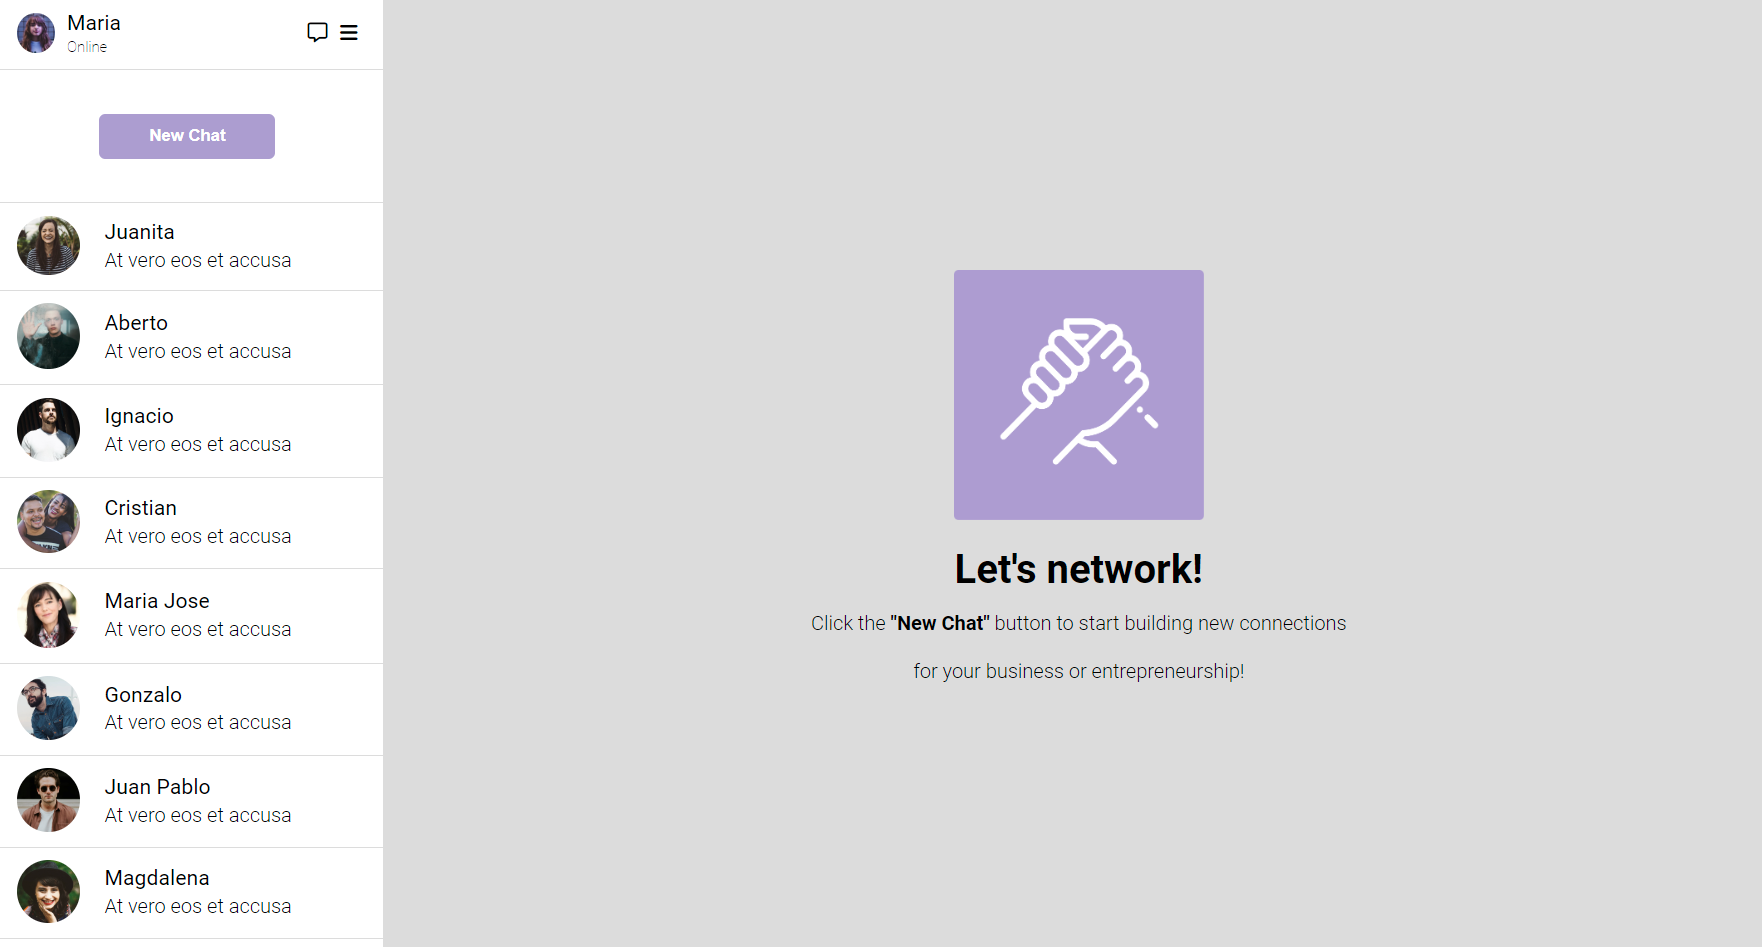 Maria
Online
New Chat
Juanita
At vero eos et accusa
Aberto
At vero eos et accusa
Ignacio
At vero eos et accusa
Cristian
At vero eos et accusa
Maria Jose
At vero eos et accusa
Gonzalo
At vero eos et accusa
Juan Pablo
At vero eos et accusa
Magdalena
At vero eos et accusa
Let's network!
Click the "New Chat" button to start building new connections
for your business or entrepreneurship!